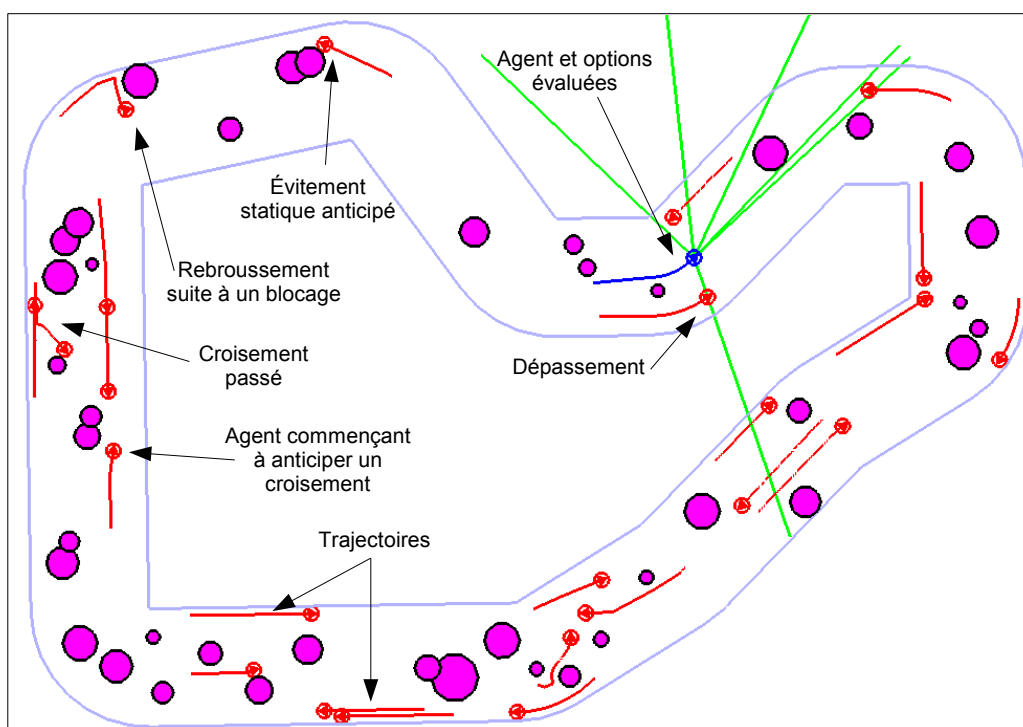 Agent et options
évaluées
Évitement
statique anticipé
Rebroussement
suite à un blocage
Croisement
passé
Dépassement
Agent commençant
à anticiper un
croisement
Trajectoires